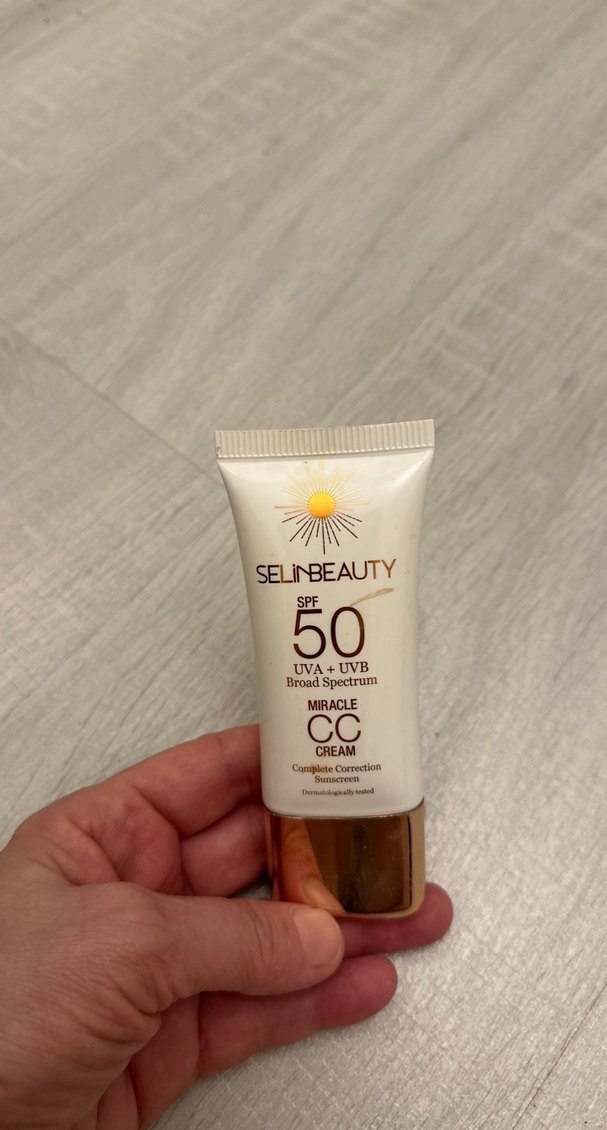 SELINBEAUTY
SPF
50
UVA + UVB
Broad Spectrum
MIRACLE
CC
CREAM
Complete Correction
Sunscreen
Dermatologically tested